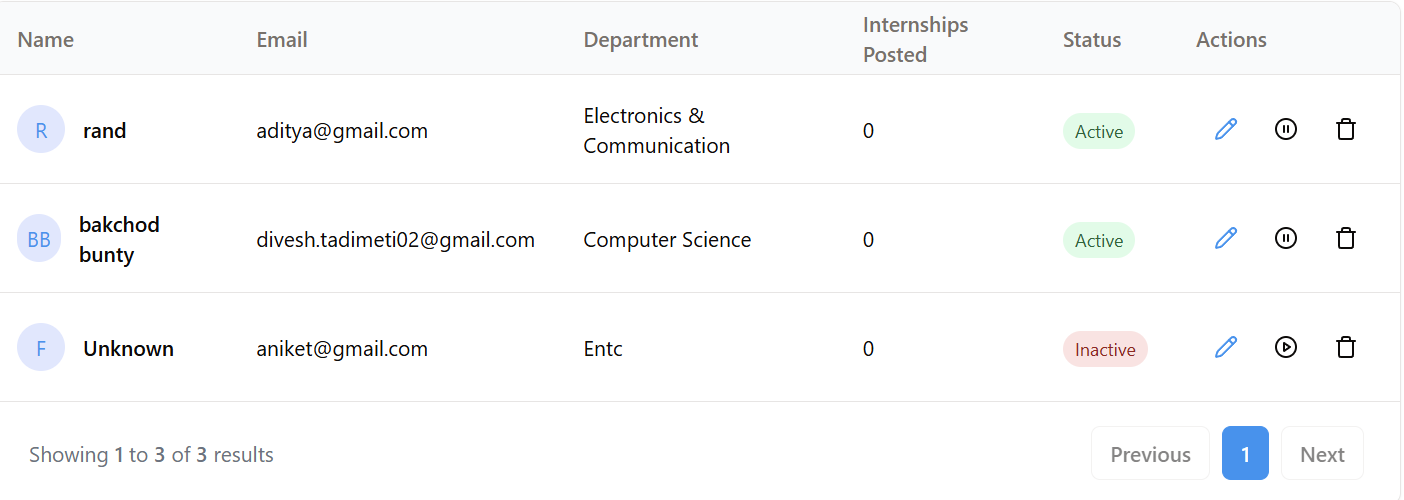 Name Email Department Internships Posted Status Actions
R rand aditya@gmail.com Electronics & Communication 0 Active
BB bakchod bunty divesh.tadimeti02@gmail.com Computer Science 0 Active
F Unknown aniket@gmail.com Entc 0 Inactive
Showing 1 to 3 of 3 results Previous 1 Next